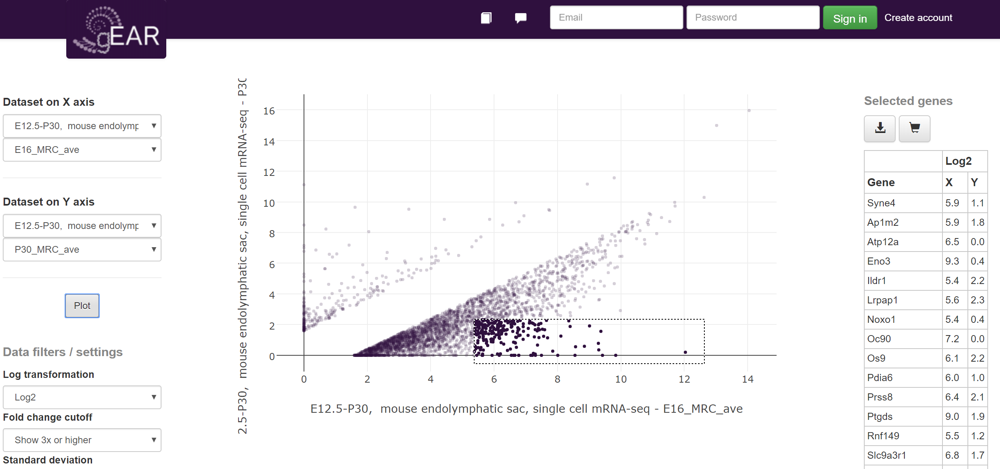 gEAR
Email
Password
Sign in
Create account
Dataset on X axis
E12.5-P30, mouse endolymp
E16_MRC_ave
Dataset on Y axis
E12.5-P30, mouse endolymp
P30_MRC_ave
Plot
Data filters / settings
Log transformation
Log2
Fold change cutoff
Show 3x or higher
Standard deviation
2.5-P30, mouse endolymphatic sac, single cell mRNA-seq - P30
16
14
12
10
8
6
4
2
0
0 2 4 6 8 10 12 14
E12.5-P30, mouse endolymphatic sac, single cell mRNA-seq - E16_MRC_ave
Selected genes
Log2
Gene X Y
Syne4 5.9 1.1
Ap1m2 5.9 1.8
Atp12a 6.5 0.0
Eno3 9.3 0.4
Ildr1 5.4 2.2
Lrpap1 5.6 2.3
Noxo1 5.4 0.4
Oc90 7.2 0.0
Os9 6.1 2.2
Pdia6 6.0 1.0
Prss8 6.4 2.1
Ptgds 9.0 1.9
Rnf149 5.5 1.2
Slc9a3r1 6.8 1.7